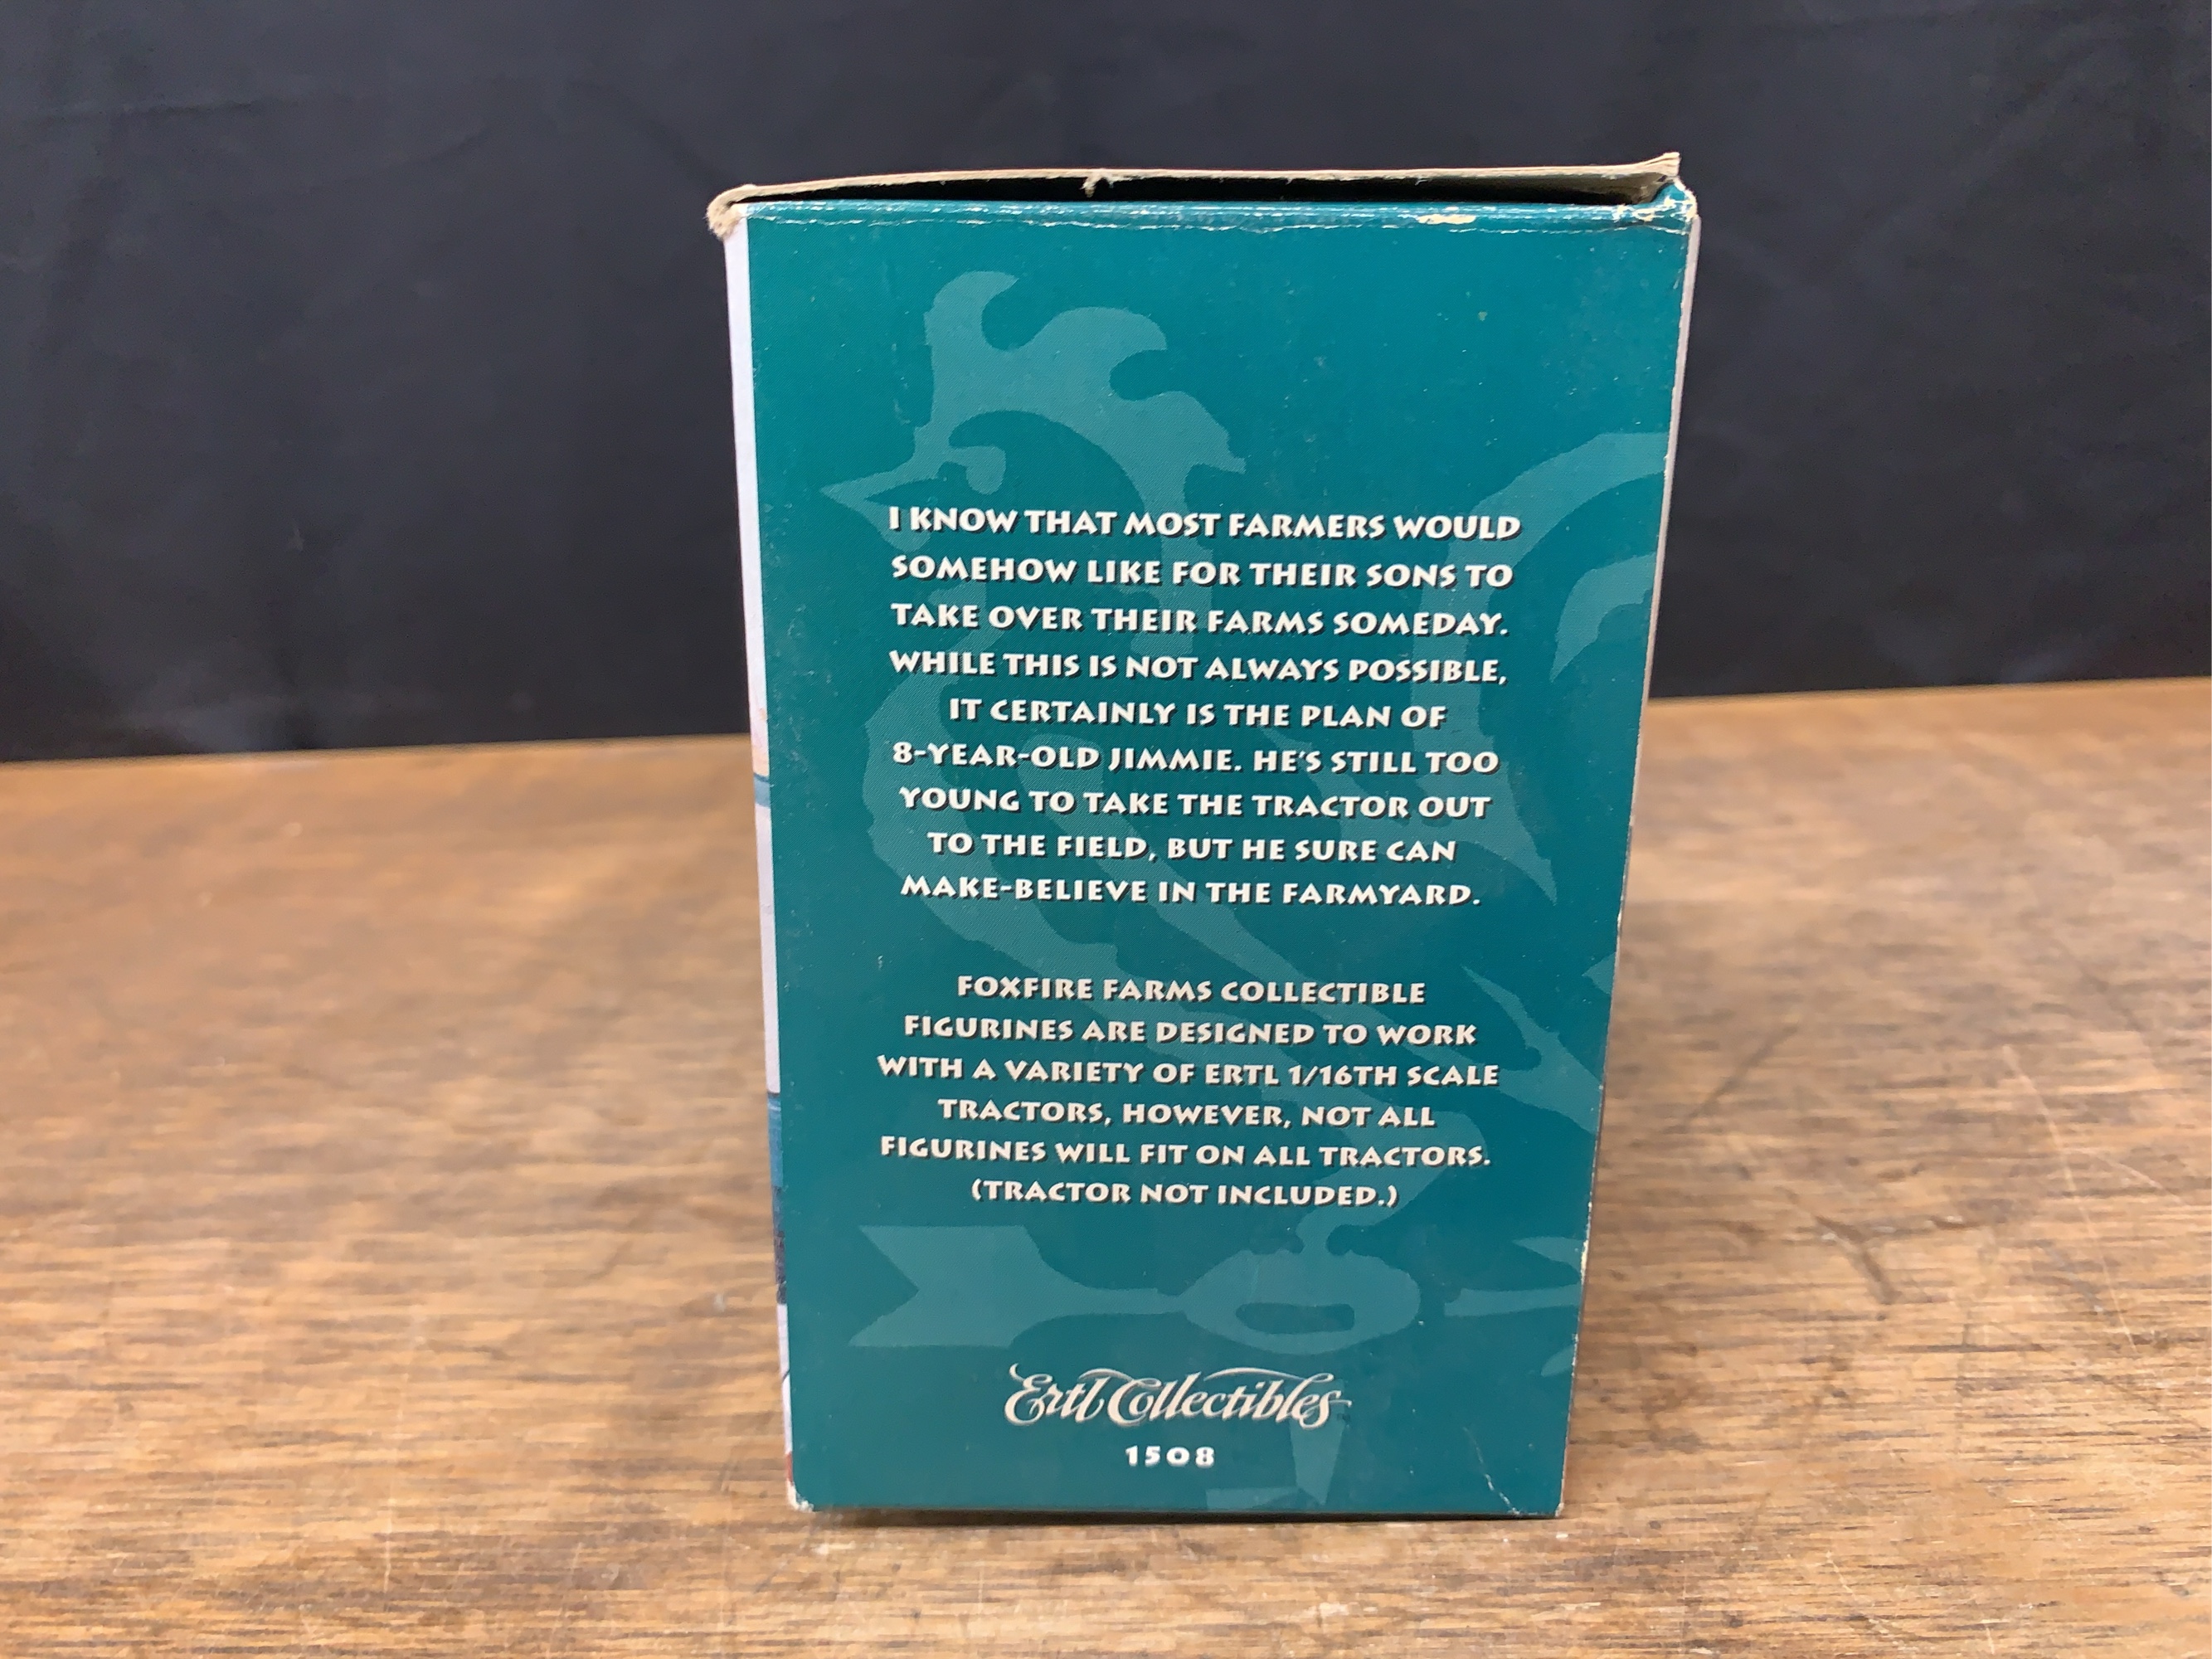 I KNOW THAT MOST FARMERS WOULD
SOMEHOW LIKE FOR THEIR SONS TO
TAKE OVER THEIR FARMS SOMEDAY.
WHILE THIS IS NOT ALWAYS POSSIBLE,
IT CERTAINLY IS THE PLAN OF
8-YEAR-OLD JIMMIE. HE'S STILL TOO
YOUNG TO TAKE THE TRACTOR OUT
TO THE FIELD, BUT HE SURE CAN
MAKE-BELIEVE IN THE FARMYARD.
FOXFIRE FARMS COLLECTIBLE
FIGURINES ARE DESIGNED TO WORK
WITH A VARIETY OF ERTL 1/16TH SCALE
TRACTORS, HOWEVER, NOT ALL
FIGURINES WILL FIT ON ALL TRACTORS.
(TRACTOR NOT INCLUDED.)
Ertl Collectibles
1508